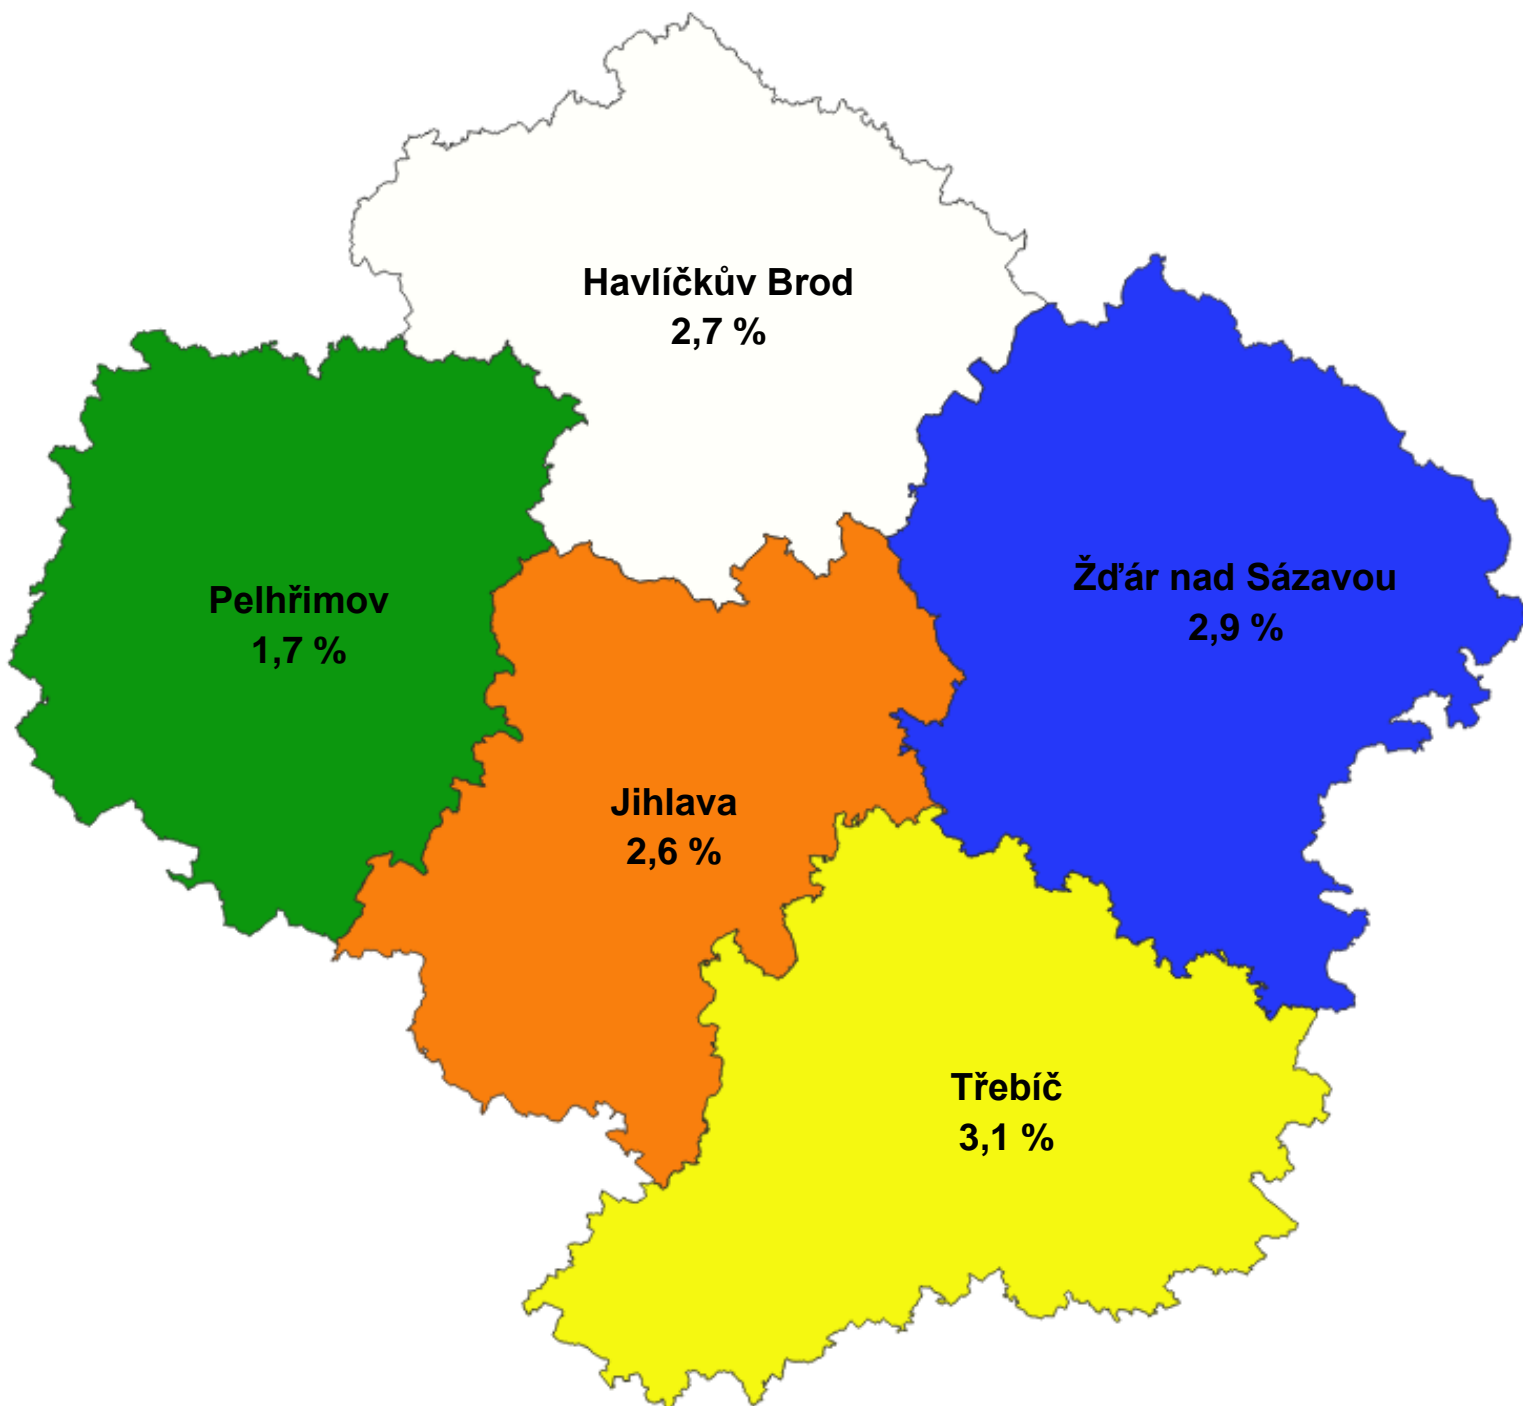 Havlíčkův Brod
2,7 %
Žďár nad Sázavou
2,9 %
Pelhřimov
1,7 %
Jihlava
2,6 %
Třebíč
3,1 %